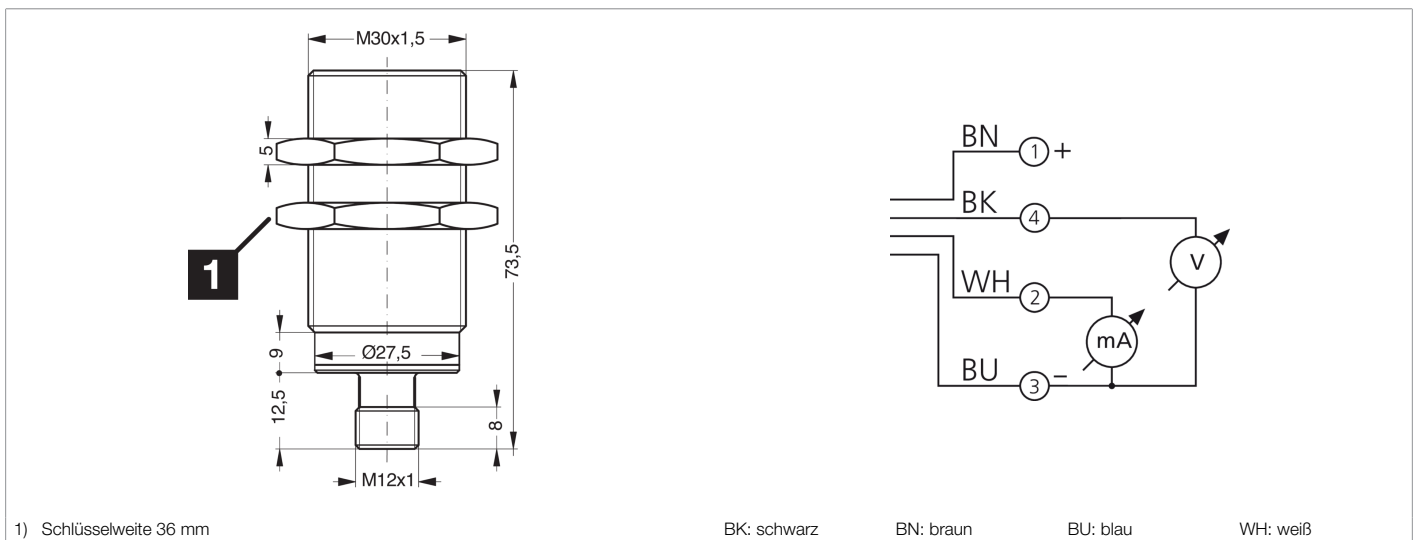 M30x1,5
5
1
73,5
9
Ø27,5
12,5
8
M12x1
BN 1 +
BK 4
V
WH 2
mA
BU 3 −
1) Schlüsselweite 36 mm
BK: schwarz BN: braun BU: blau WH: weiß